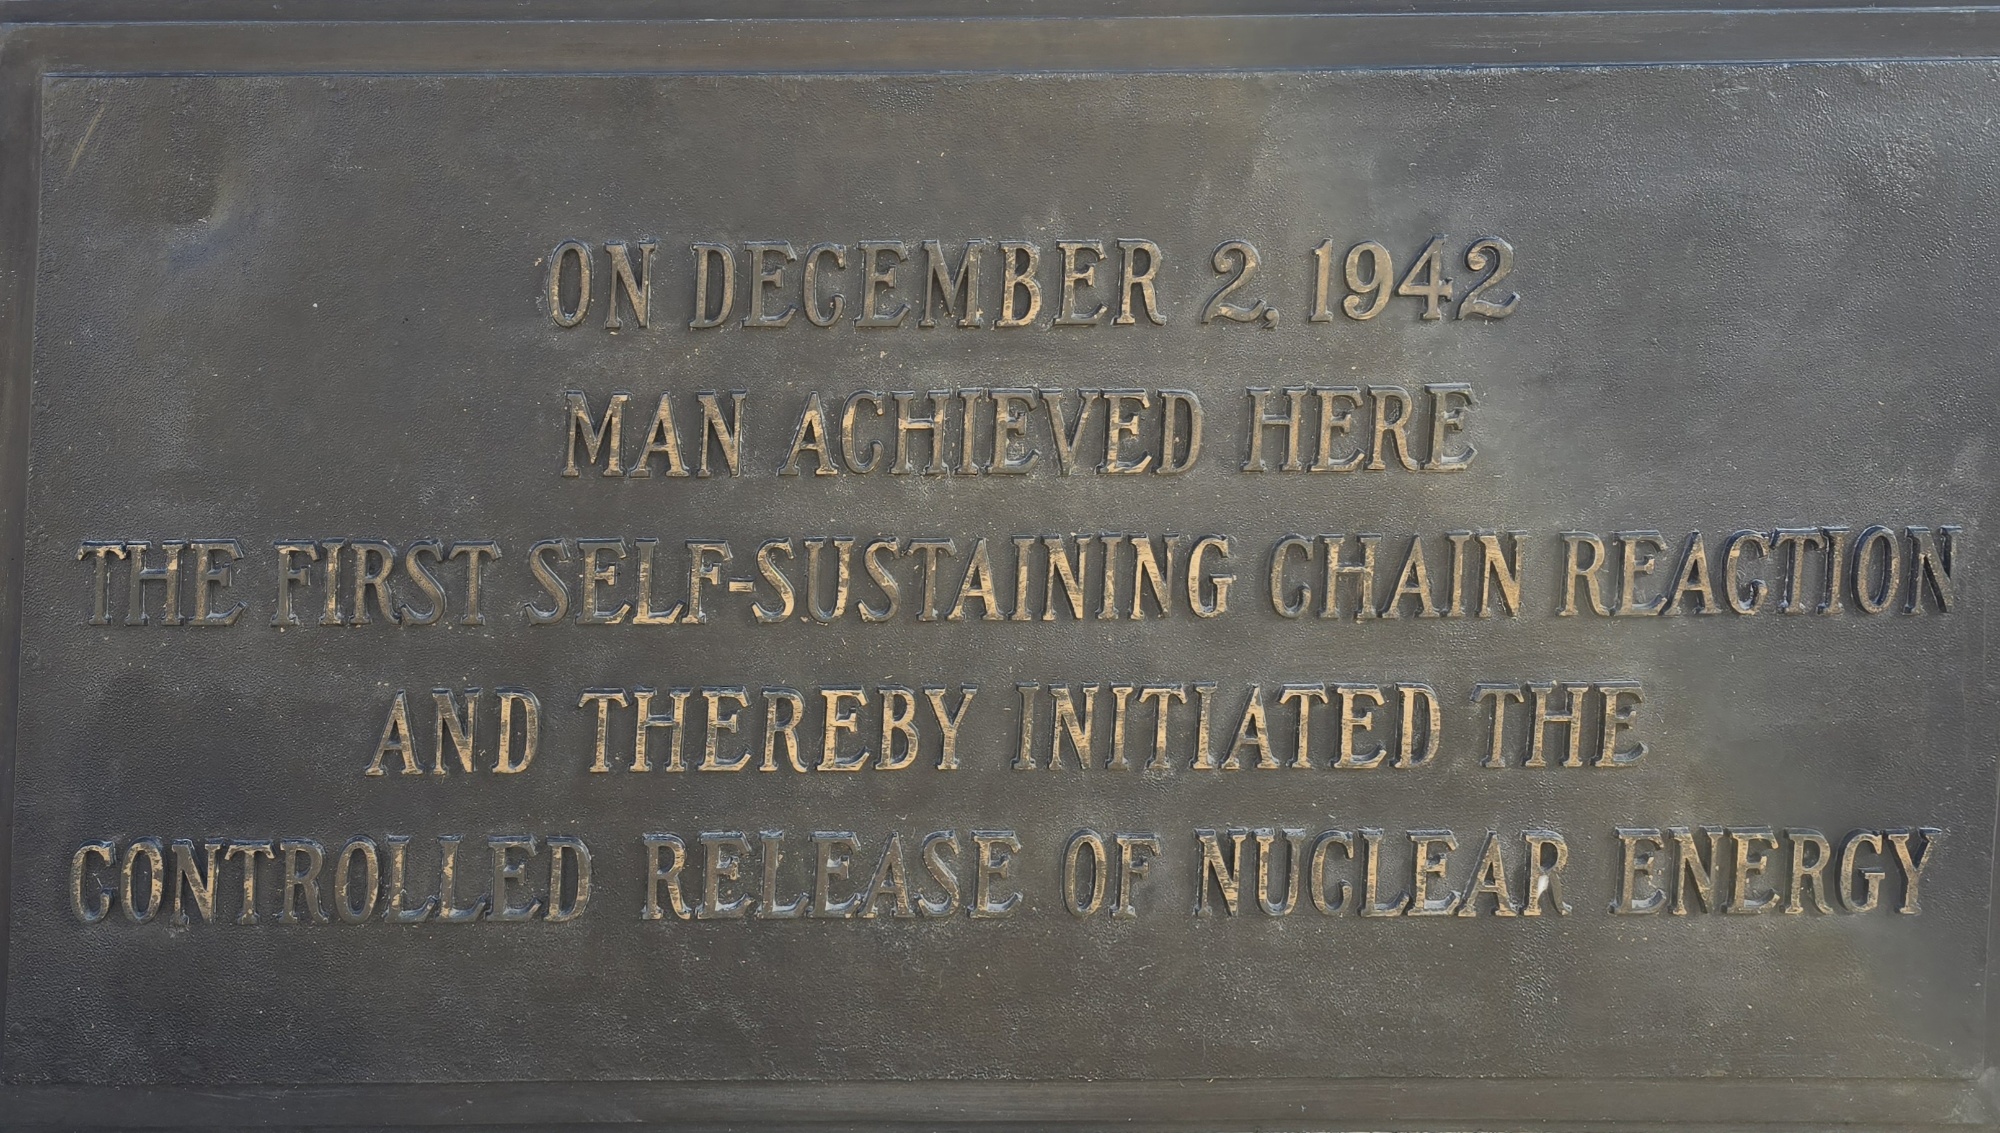 ON DECEMBER 2, 1942
MAN ACHIEVED HERE
THE FIRST SELF-SUSTAINING CHAIN REACTION
AND THEREBY INITIATED THE
CONTROLLED RELEASE OF NUCLEAR ENERGY